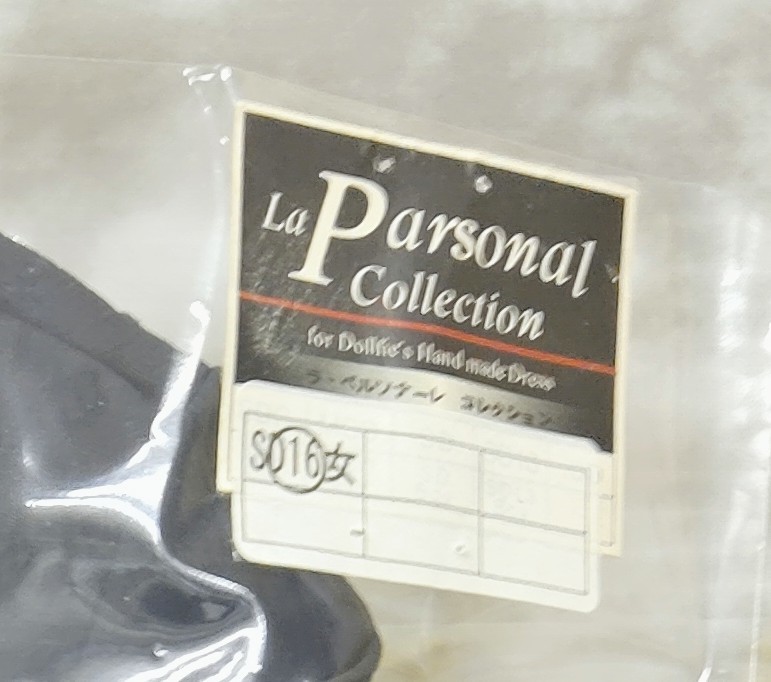 La Parsonal
Collection
for Dollfie's Hand made Dress
ラ・ペルソナーレ コレクション
SD16女